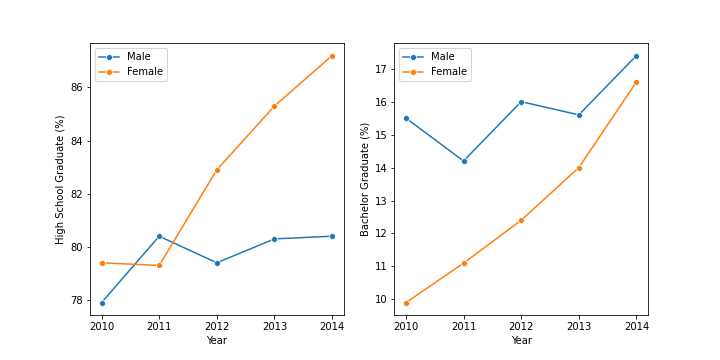 High School Graduate (%)
86
84
82
80
78
Male
Female
2010 2011 2012 2013 2014
Year
Bachelor Graduate (%)
17
16
15
14
13
12
11
10
Male
Female
2010 2011 2012 2013 2014
Year